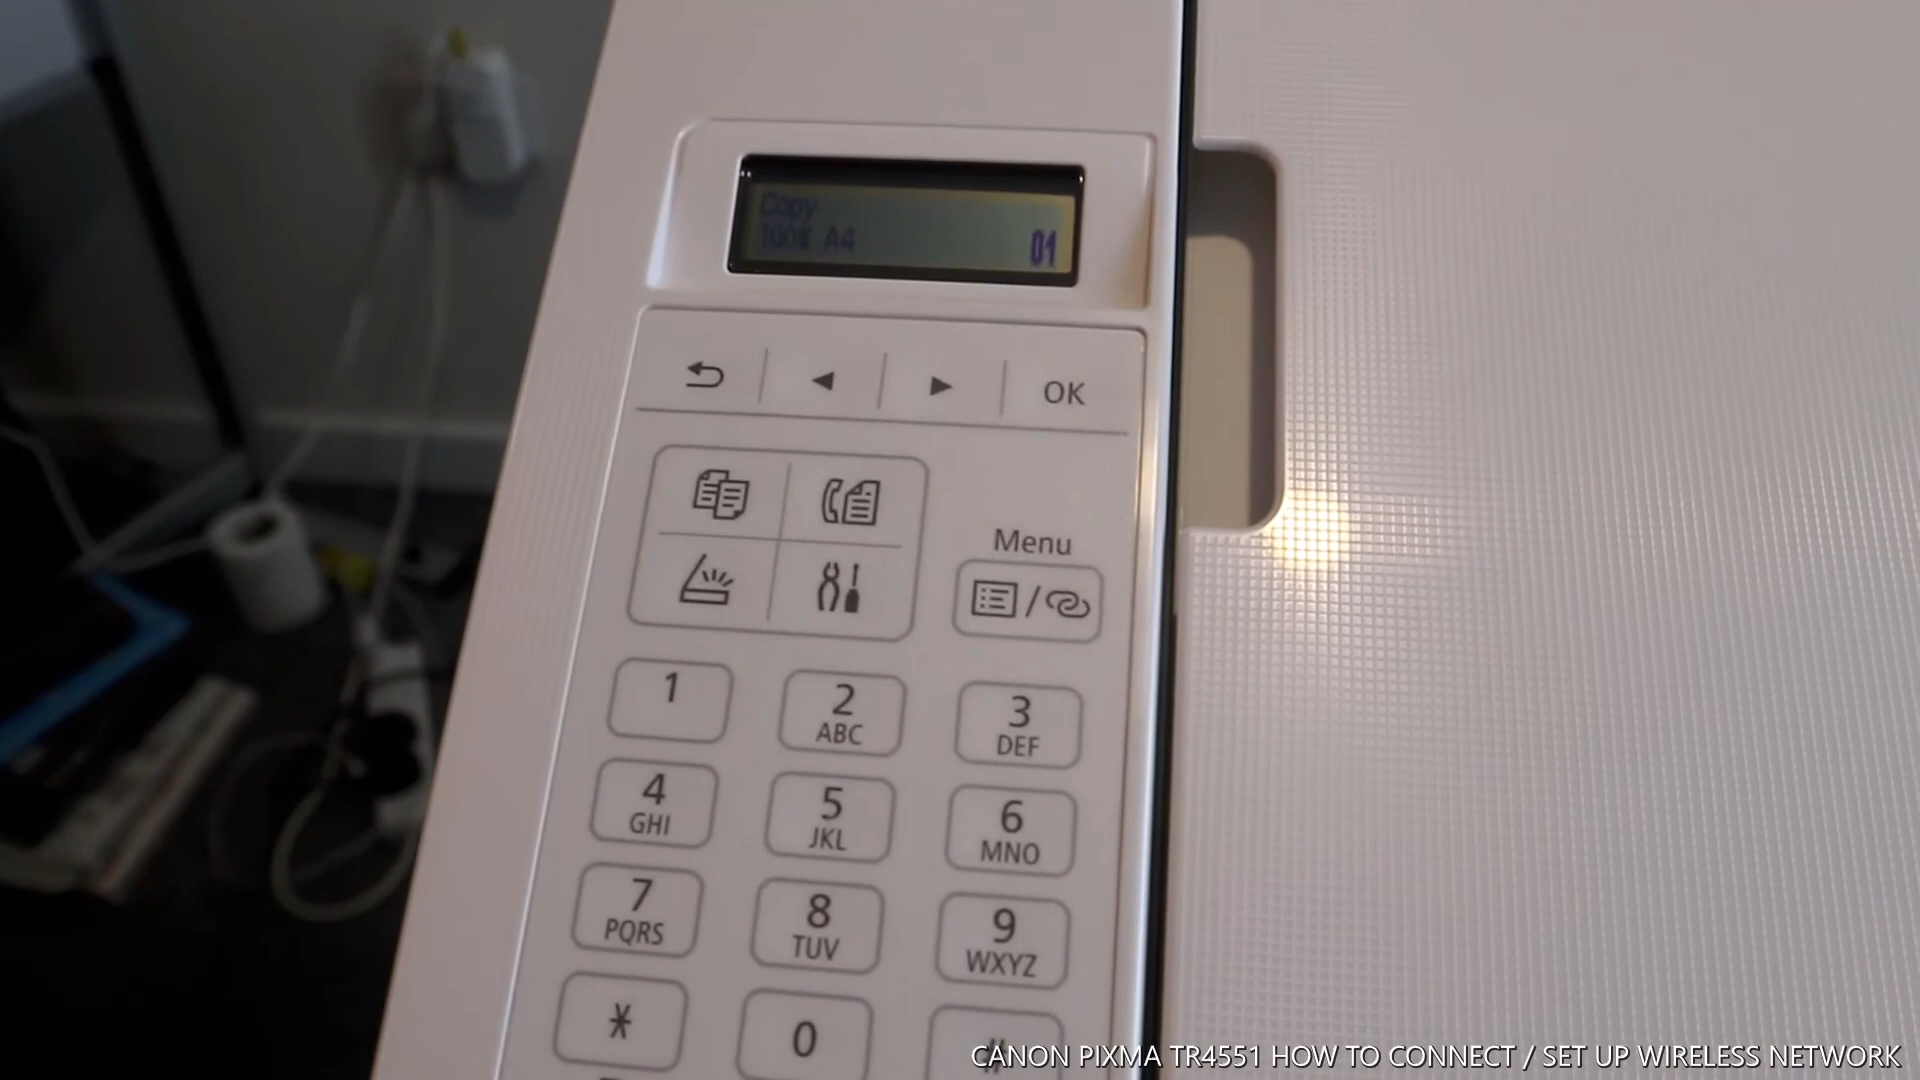 Copy
100% A4 01
OK
Menu
/
1
2
ABC
3
DEF
4
GHI
5
JKL
6
MNO
7
PQRS
8
TUV
9
WXYZ
*
0
#
CANON PIXMA TR4551 HOW TO CONNECT / SET UP WIRELESS NETWORK